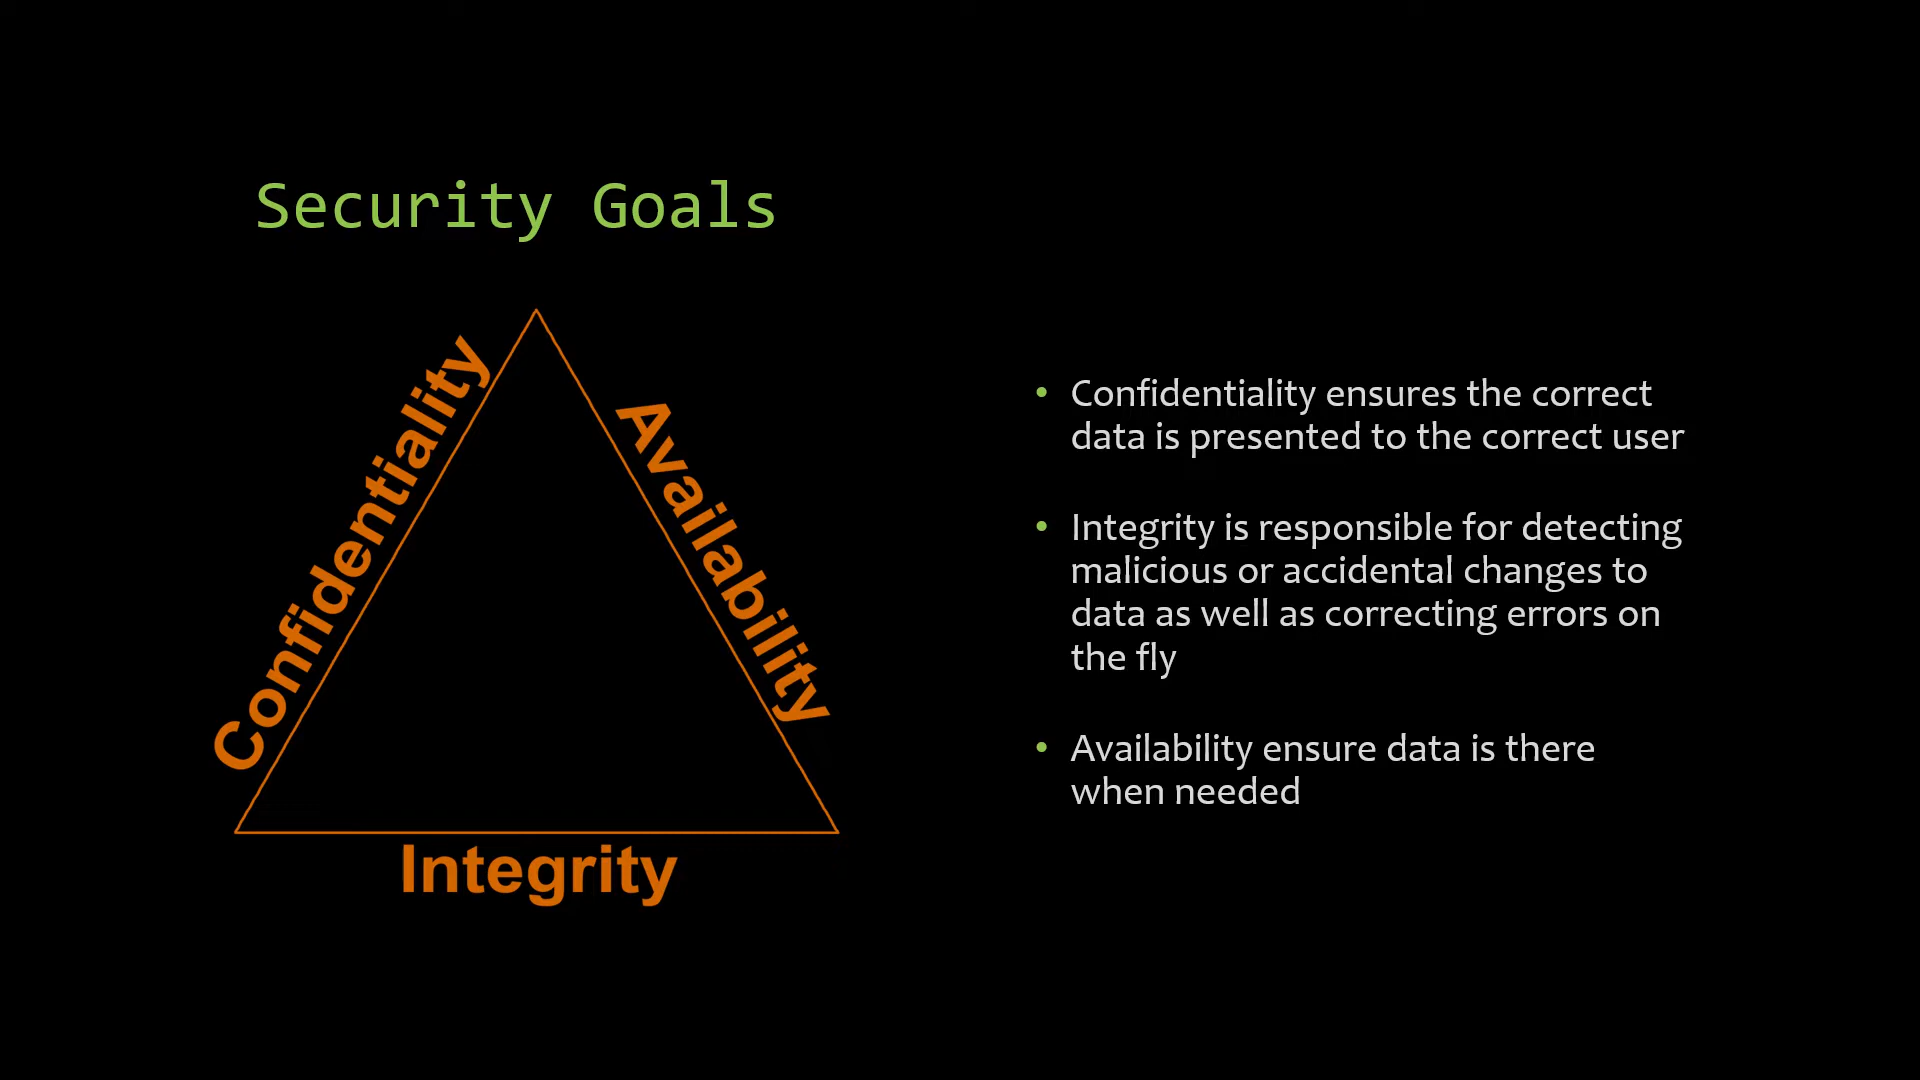 Security Goals
Confidentiality
Availability
Integrity
• Confidentiality ensures the correct
data is presented to the correct user
• Integrity is responsible for detecting
malicious or accidental changes to
data as well as correcting errors on
the fly
• Availability ensure data is there
when needed